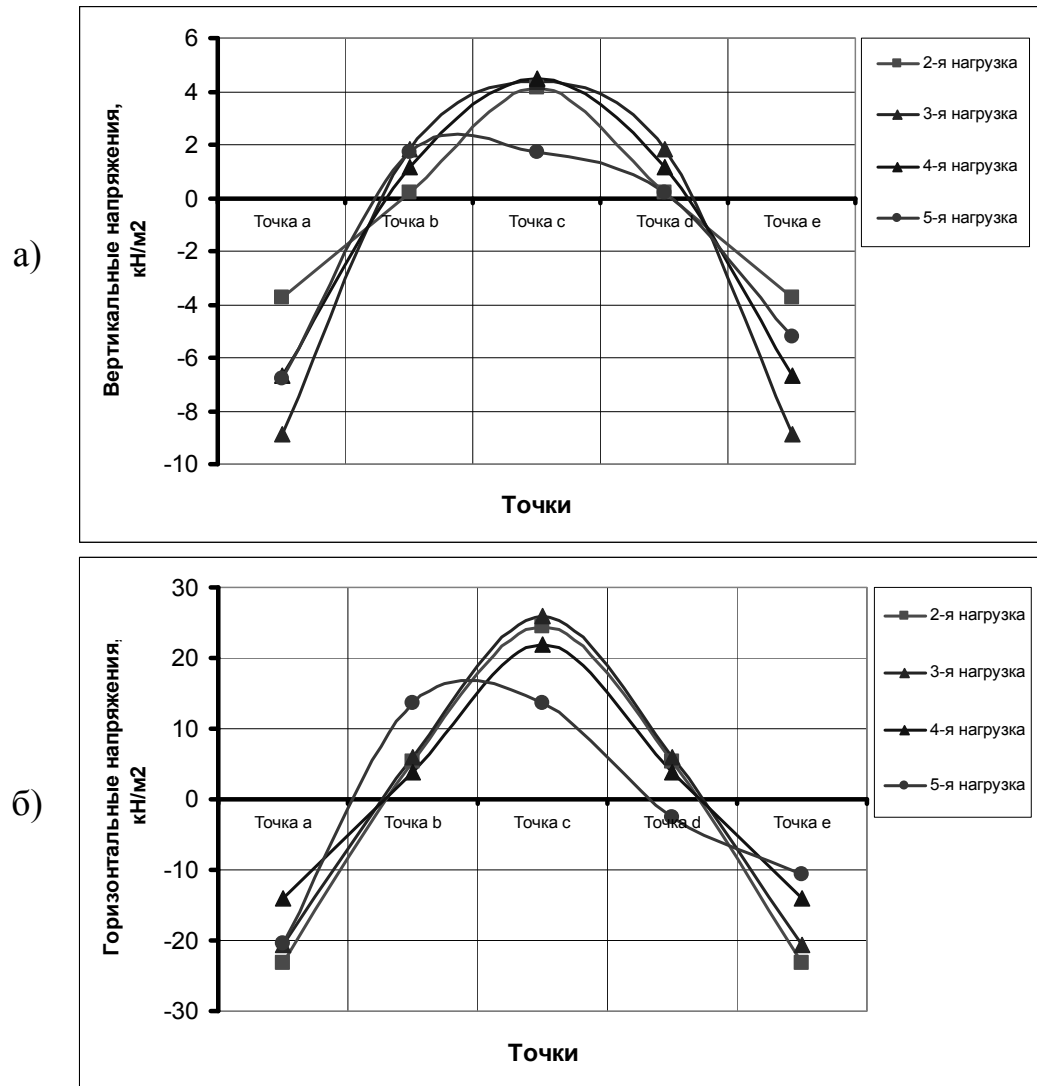 а)
Вертикальные напряжения,
кН/м2
6
4
2
0
-2
-4
-6
-8
-10
Точка a
Точка b
Точка c
Точка d
Точка e
Точки
2-я нагрузка
3-я нагрузка
4-я нагрузка
5-я нагрузка
б)
Горизонтальные напряжения,
кН/м2
30
20
10
0
-10
-20
-30
Точка a
Точка b
Точка c
Точка d
Точка e
Точки
2-я нагрузка
3-я нагрузка
4-я нагрузка
5-я нагрузка